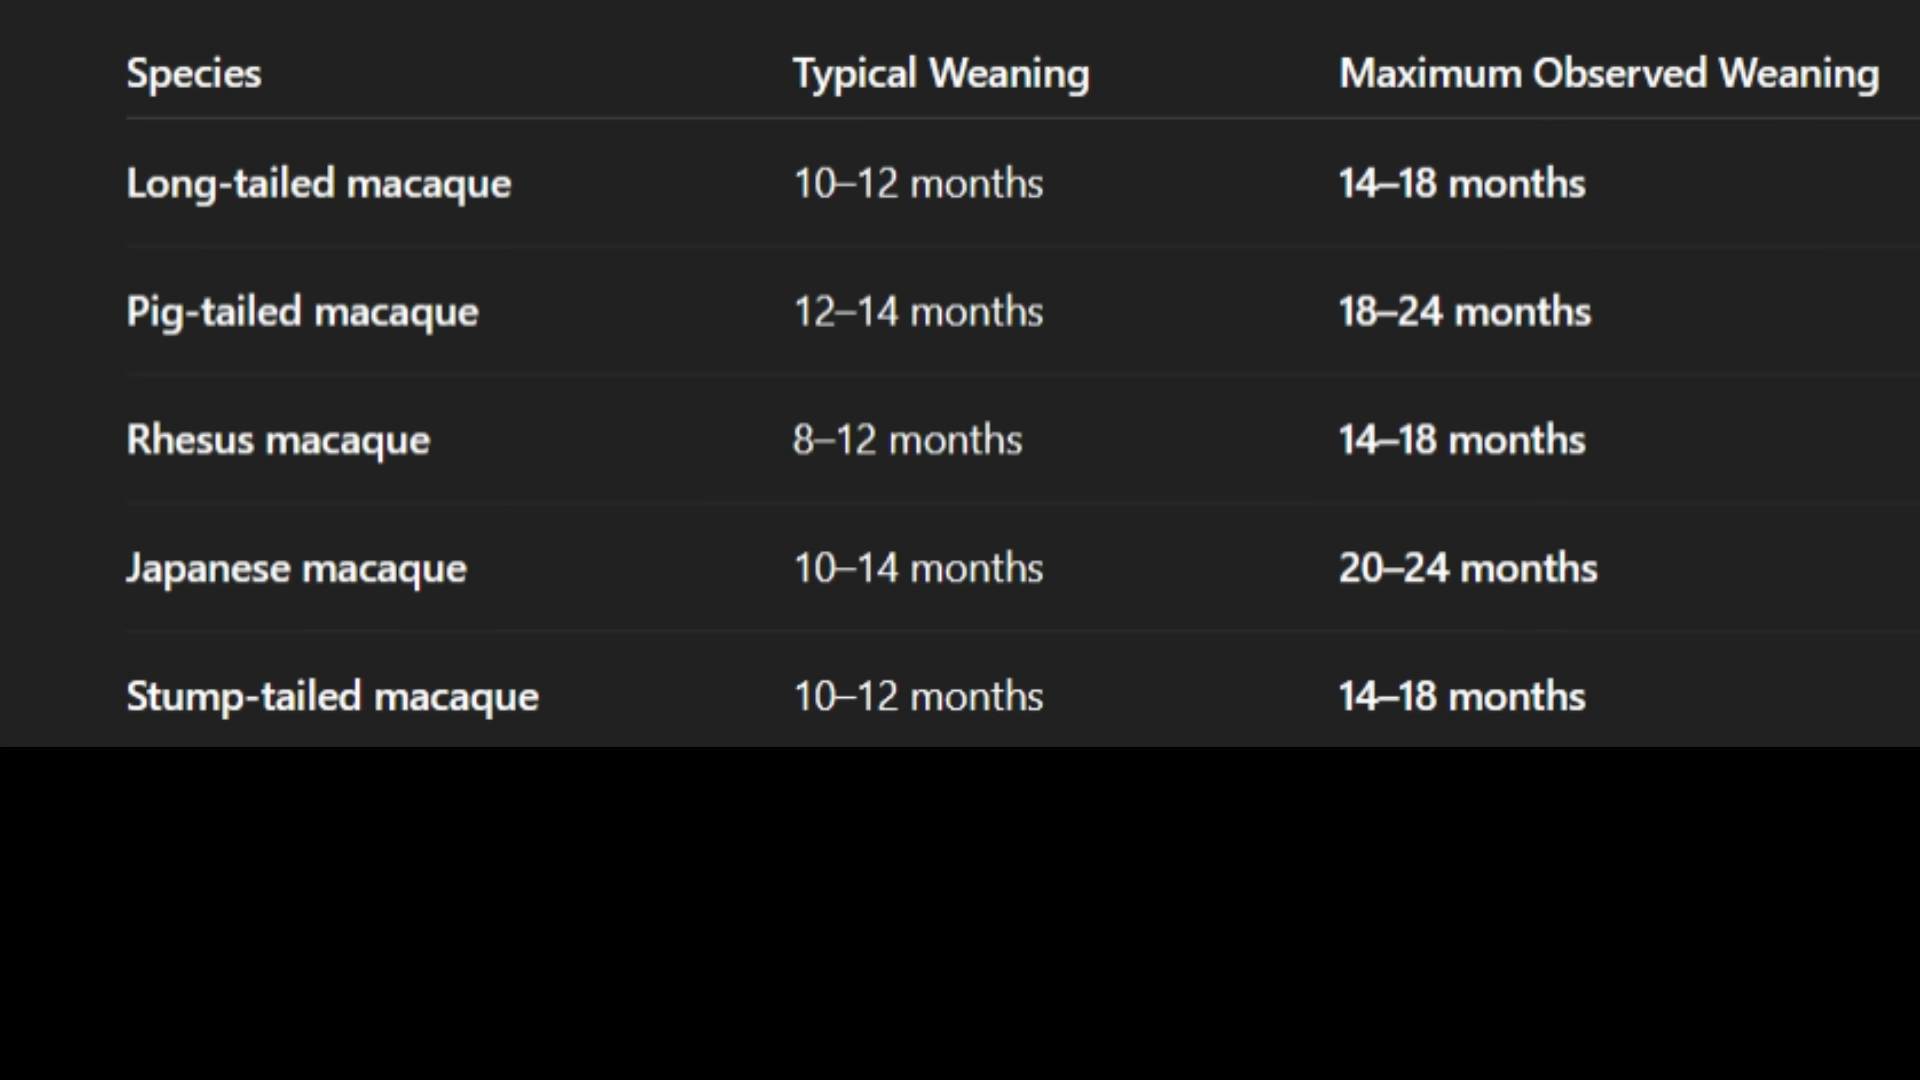 Species Typical Weaning Maximum Observed Weaning
Long-tailed macaque 10–12 months 14–18 months
Pig-tailed macaque 12–14 months 18–24 months
Rhesus macaque 8–12 months 14–18 months
Japanese macaque 10–14 months 20–24 months
Stump-tailed macaque 10–12 months 14–18 months